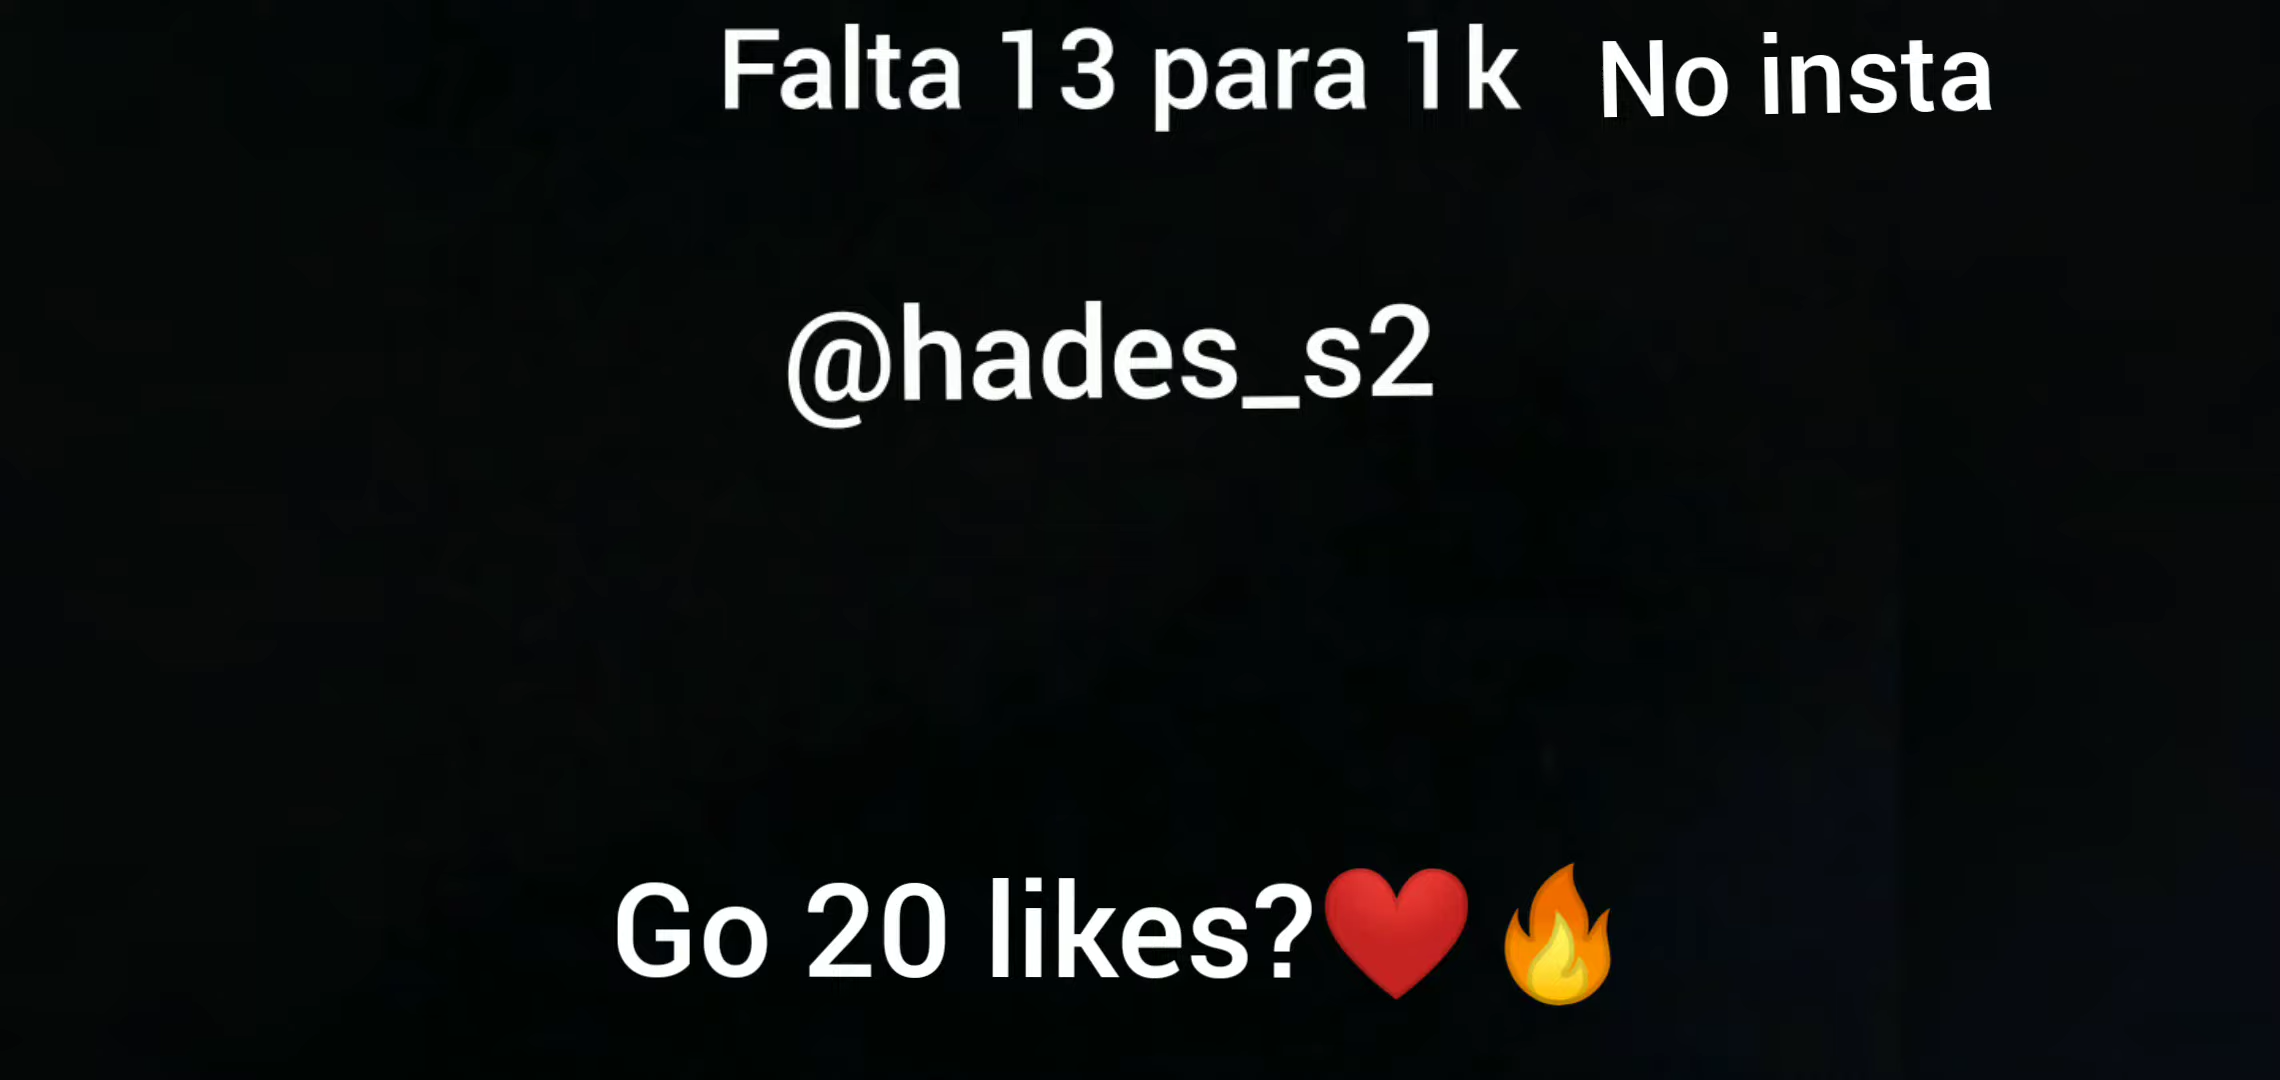 Falta 13 para 1k No insta
@hades_s2
Go 20 likes?❤️🔥